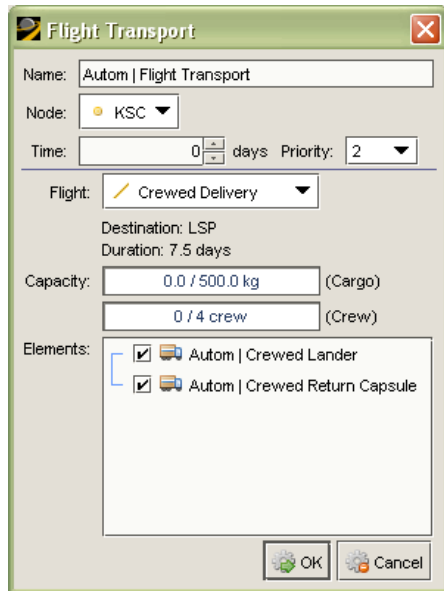 Flight Transport
Name: Autom | Flight Transport
Node: KSC
Time: 0 days Priority: 2
Flight: Crewed Delivery
Destination: LSP
Duration: 7.5 days
Capacity: 0.0 / 500.0 kg (Cargo)
0 / 4 crew (Crew)
Elements: Autom | Crewed Lander
Autom | Crewed Return Capsule
OK Cancel